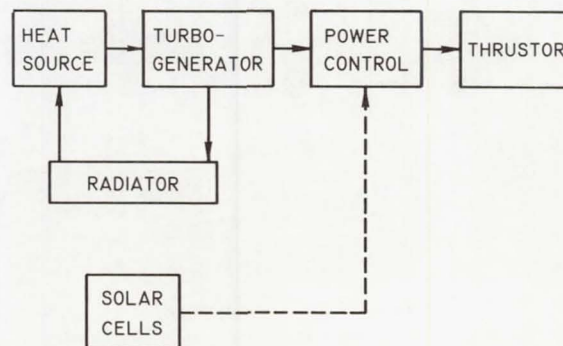 HEAT
SOURCE
TURBO-
GENERATOR
POWER
CONTROL
THRUSTOR
RADIATOR
SOLAR
CELLS